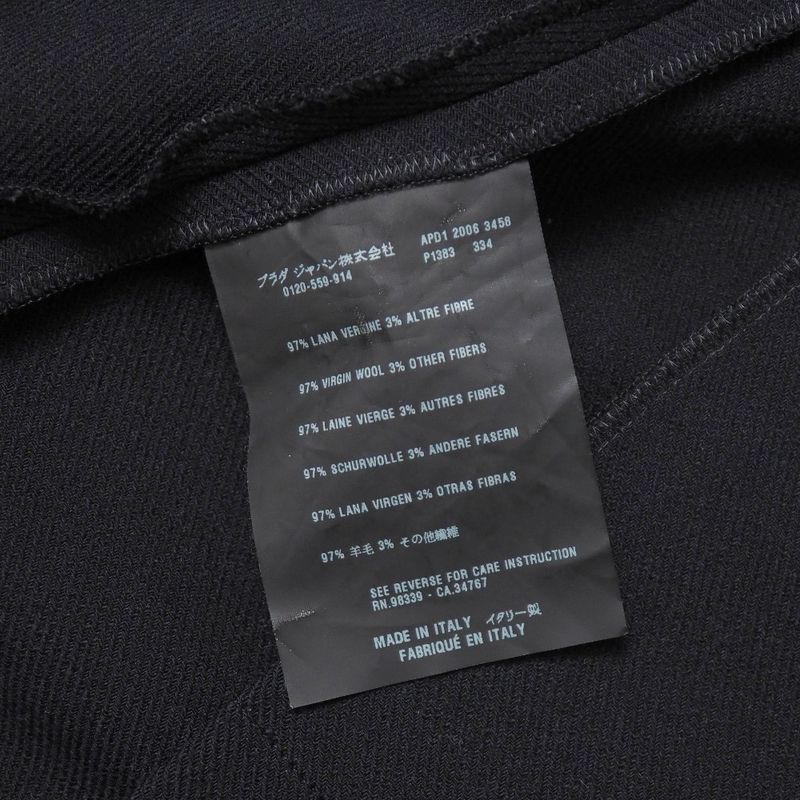 プラダ ジャパン株式会社 APD1 2006 3458
0120-559-914 P1383 334
97% LANA VERGINE 3% ALTRE FIBRE
97% VIRGIN WOOL 3% OTHER FIBERS
97% LAINE VIERGE 3% AUTRES FIBRES
97% SCHURWOLLE 3% ANDERE FASERN
97% LANA VIRGEN 3% OTRAS FIBRAS
97% 羊毛 3% その他繊維
SEE REVERSE FOR CARE INSTRUCTION
RN.98339 - CA.34767
MADE IN ITALY イタリー製
FABRIQUÉ EN ITALY